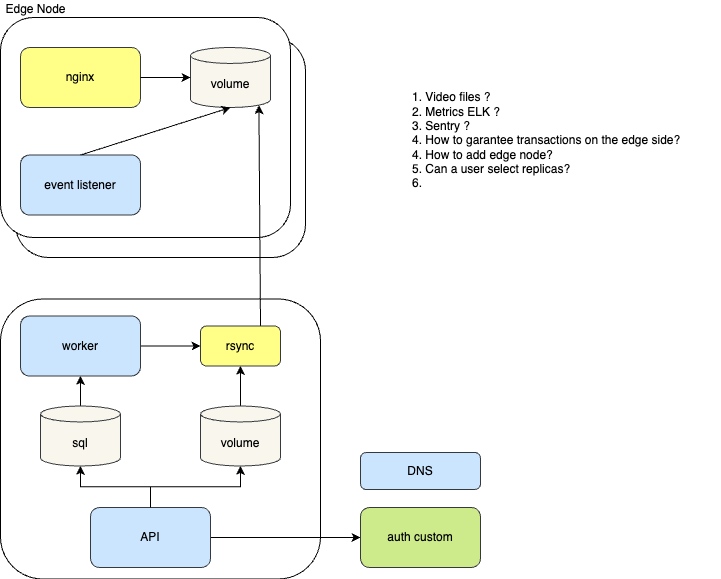 Edge Node
nginx
volume
1. Video files ?
2. Metrics ELK ?
3. Sentry ?
4. How to garantee transactions on the edge side?
4. How to add edge node?
5. Can a user select replicas?
6.
event listener
worker
rsync
sql
volume
DNS
API
auth custom